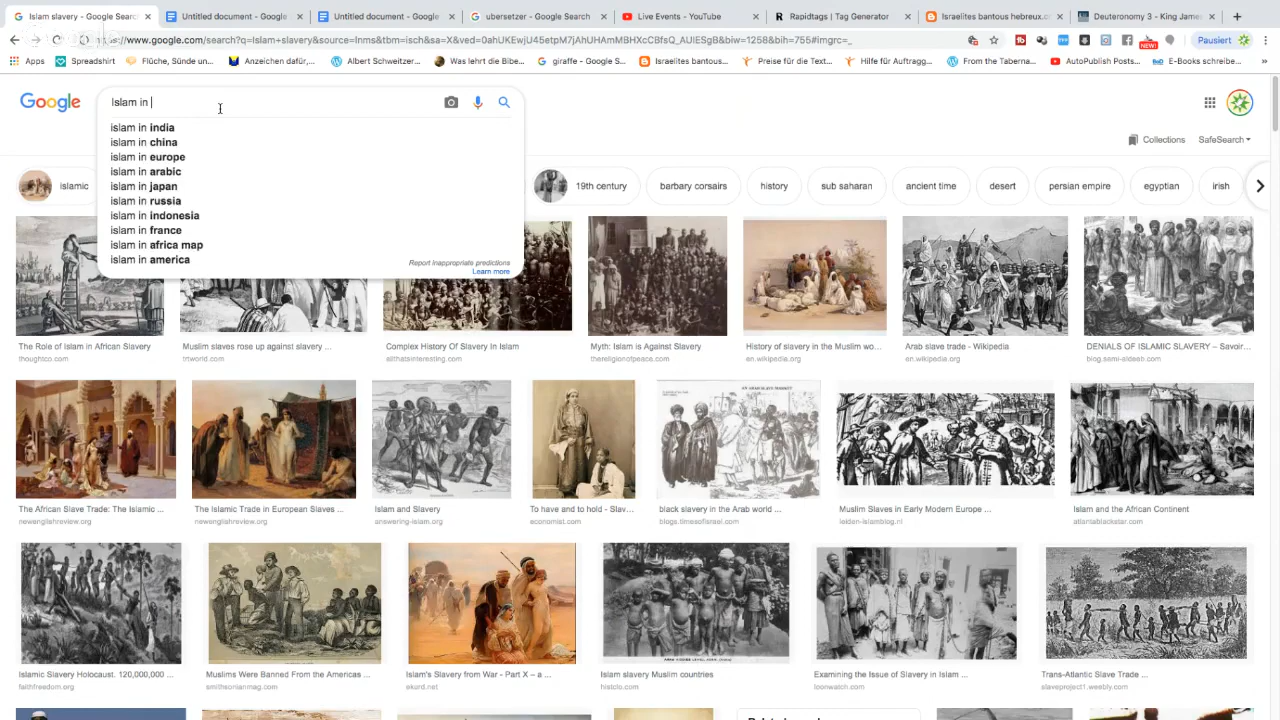 Islam slavery - Google Search
Untitled document - Google
Untitled document - Google
ubersetzer - Google Search
Live Events - YouTube
Rapidtags | Tag Generator
Israelites bantous hebreux: or
Deuteronomy 3 - King James
https://www.google.com/search?q=Islam+slavery&source=lnms&tbm=isch&sa=X&ved=0ahUKEwjU45etpM7jAhUHAmMBHXcCBfsQ_AUIESgB&biw=1258&bih=755#imgrc=_
NEW!
Pausiert
Apps
Spreadshirt
Flüche, Sünde un...
Anzeichen dafür,...
Albert Schweitzer...
Was lehrt die Bibe...
giraffe - Google S...
Israelites bantous...
Preise für die Text...
Hilfe für Auftragg...
From the Taberna...
AutoPublish Posts...
E-Books schreibe...
Google
Islam in
islam in india
islam in china
islam in europe
islam in arabic
islam in japan
islam in russia
islam in indonesia
islam in france
islam in africa map
islam in america
Report inappropriate predictions
Learn more
Collections
SafeSearch
islamic
19th century
barbary corsairs
history
sub saharan
ancient time
desert
persian empire
egyptian
irish
The Role of Islam in African Slavery
thoughtco.com
Muslim slaves rose up against slavery ...
trtworld.com
Complex History Of Slavery In Islam
allthatsinteresting.com
Myth: Islam is Against Slavery
thereligionofpeace.com
History of slavery in the Muslim wo...
en.wikipedia.org
Arab slave trade - Wikipedia
en.wikipedia.org
DENIALS OF ISLAMIC SLAVERY – Savoir...
blog.sami-aldeeb.com
The African Slave Trade: The Islamic ...
newenglishreview.org
The Islamic Trade in European Slaves ...
newenglishreview.org
Islam and Slavery
answering-islam.org
To have and to hold - Slav...
economist.com
black slavery in the Arab world ...
blogs.timesofisrael.com
Muslim Slaves in Early Modern Europe ...
leiden-islamblog.nl
Islam and the African Continent
atlantablackstar.com
Islamic Slavery Holocaust. 120,000,000 ...
faithfreedom.org
Muslims Were Banned From the Americas ...
smithsonianmag.com
Islam's Slavery from War - Part X – a ...
ekurd.net
Islam slavery Muslim countries
histclo.com
Examining the Issue of Slavery in Islam ...
loonwatch.com
Trans-Atlantic Slave Trade ...
slaveproject1.weebly.com